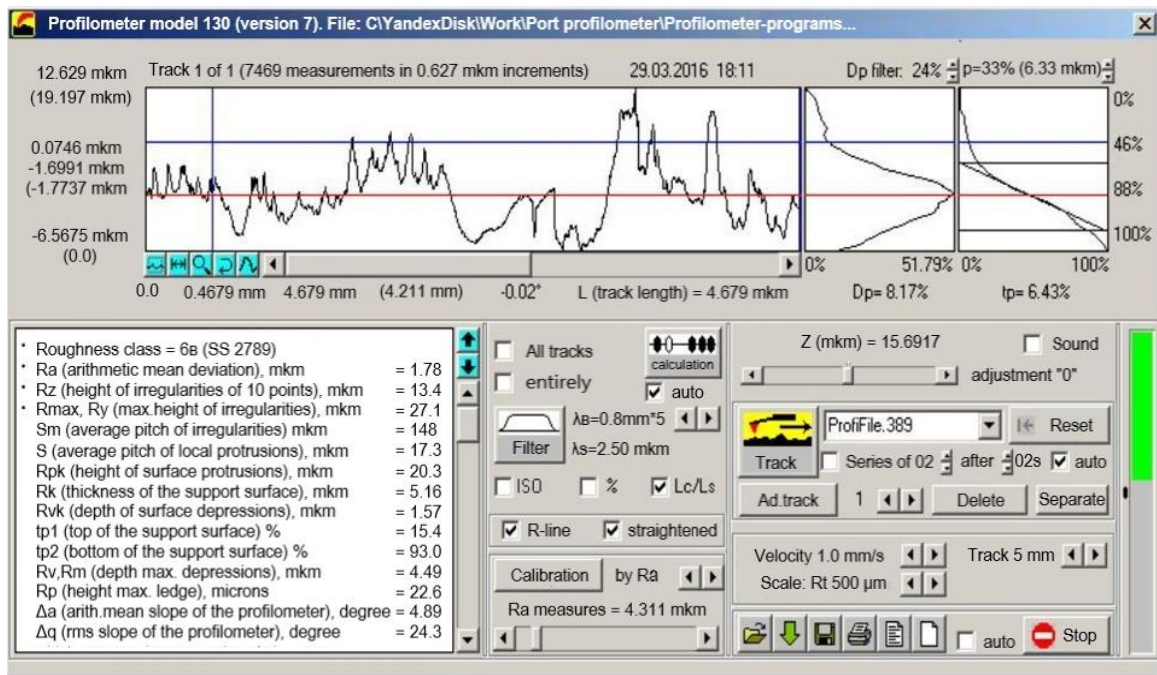 Profilometer model 130 (version 7). File: C\YandexDisk\Work\Port profilometer\Profilometer-programs...
12.629 mkm
(19.197 mkm)
Track 1 of 1 (7469 measurements in 0.627 mkm increments) 29.03.2016 18:11
Dp filter: 24% p=33% (6.33 mkm)
0.0746 mkm
-1.6991 mkm
(-1.7737 mkm
-6.5675 mkm
(0.0)
0%
46%
88%
100%
0% 51.79% 0% 100%
0.0 0.4679 mm 4.679 mm (4.211 mm) -0.02° L (track length) = 4.679 mkm Dp= 8.17% tp= 6.43%
Roughness class = 6в (SS 2789)
Ra (arithmetic mean deviation), mkm = 1.78
Rz (height of irregularities of 10 points), mkm = 13.4
Rmax, Ry (max.height of irregularities), mkm = 27.1
Sm (average pitch of irregularities) mkm = 148
S (average pitch of local protrusions), mkm = 17.3
Rpk (height of surface protrusions), mkm = 20.3
Rk (thickness of the support surface), mkm = 5.16
Rvk (depth of surface depressions), mkm = 1.57
tp1 (top of the support surface) % = 15.4
tp2 (bottom of the support surface) % = 93.0
Rv,Rm (depth max. depressions), mkm = 4.49
Rp (height max. ledge), microns = 22.6
Δa (arith.mean slope of the profilometer), degree = 4.89
Δq (rms slope of the profilometer), degree = 24.3
All tracks
entirely
calculation
auto
Filter
λв=0.8mm*5
λs=2.50 mkm
ISO % Lc/Ls
R-line straightened
Calibration by Ra
Ra measures = 4.311 mkm
Z (mkm) = 15.6917 Sound
adjustment "0"
Track
ProfiFile.389 Reset
Series of 02 after 02s auto
Ad.track 1 Delete Separate
Velocity 1.0 mm/s Track 5 mm
Scale: Rt 500 µm
auto Stop